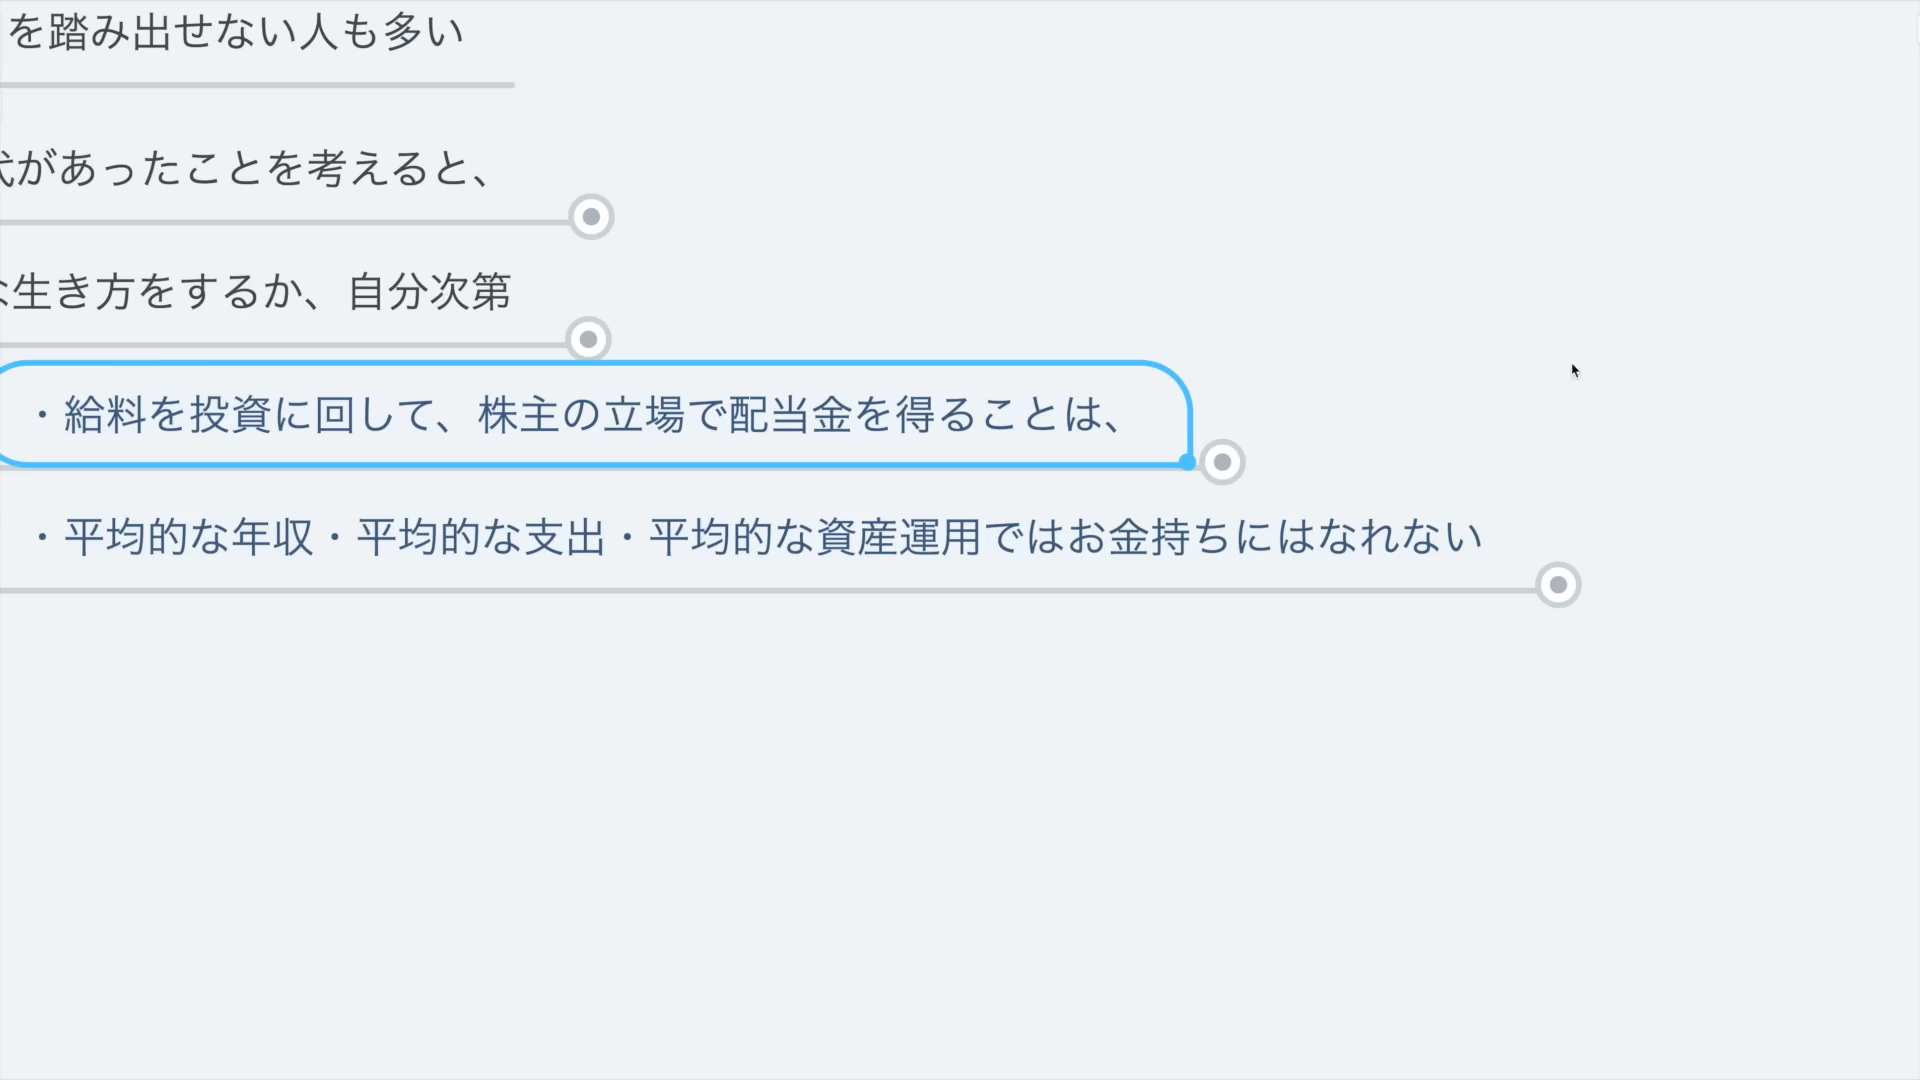 を踏み出せない人も多い
があったことを考えると、
生き方をするか、自分次第
・給料を投資に回して、株主の立場で配当金を得ることは、
・平均的な年収・平均的な支出・平均的な資産運用ではお金持ちにはなれない